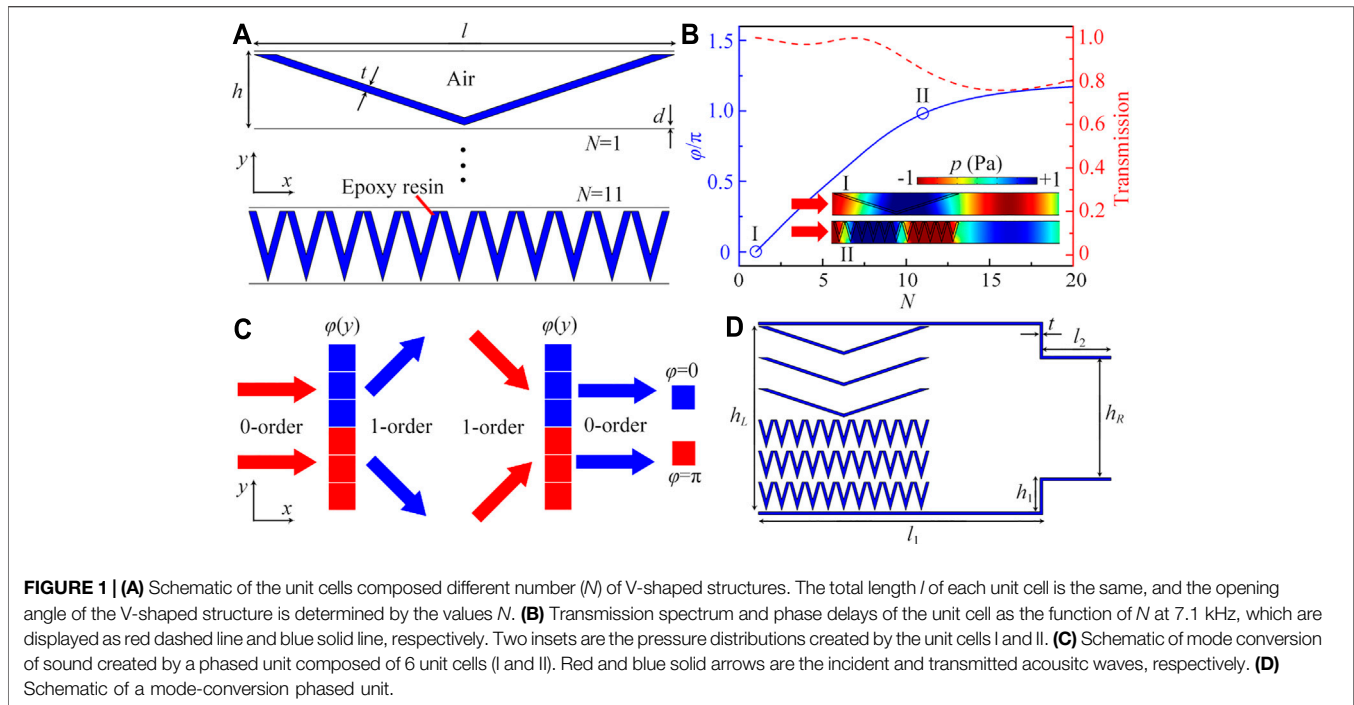 A
l
h
t
Air
d
N=1
y
x
Epoxy resin
N=11
B
1.5
1.0
0.5
0
φ/π
I
II
p (Pa)
-1
+1
I
II
0
5
10
15
20
N
1.0
0.8
0.6
0.4
0.2
0
Transmission
C
φ(y)
φ(y)
0-order
1-order
1-order
0-order
φ=0
φ=π
y
x
D
t
l2
hL
hR
h1
l1
FIGURE 1 | (A) Schematic of the unit cells composed different number (N) of V-shaped structures. The total length l of each unit cell is the same, and the opening
angle of the V-shaped structure is determined by the values N. (B) Transmission spectrum and phase delays of the unit cell as the function of N at 7.1 kHz, which are
displayed as red dashed line and blue solid line, respectively. Two insets are the pressure distributions created by the unit cells I and II. (C) Schematic of mode conversion
of sound created by a phased unit composed of 6 unit cells (I and II). Red and blue solid arrows are the incident and transmitted acousitc waves, respectively. (D)
Schematic of a mode-conversion phased unit.